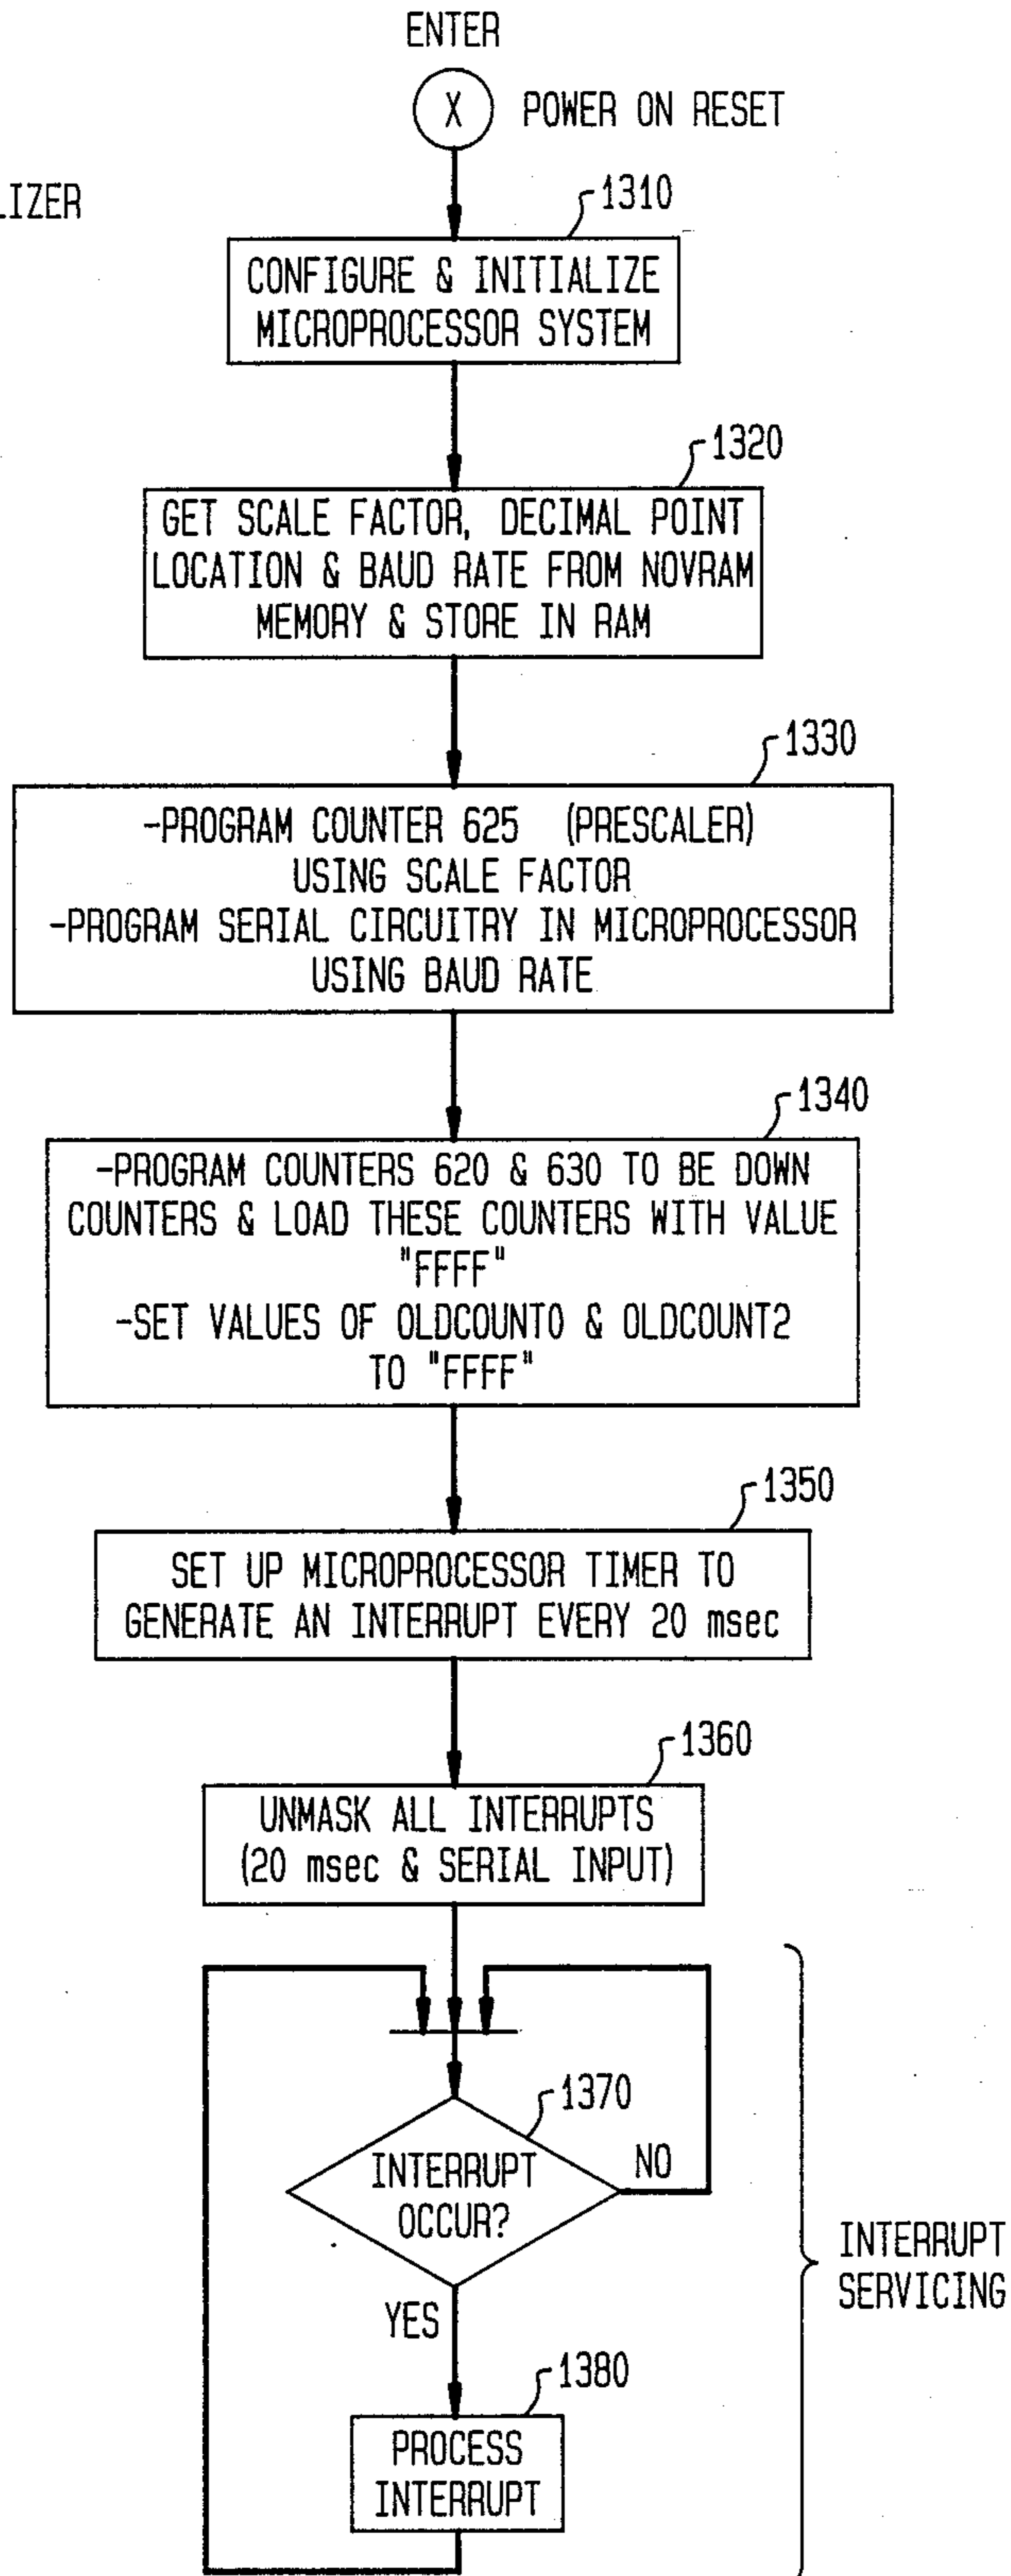 ENTER
X POWER ON RESET
LIZER
1310
CONFIGURE & INITIALIZE
MICROPROCESSOR SYSTEM
1320
GET SCALE FACTOR, DECIMAL POINT
LOCATION & BAUD RATE FROM NOVRAM
MEMORY & STORE IN RAM
1330
-PROGRAM COUNTER 625 (PRESCALER)
USING SCALE FACTOR
-PROGRAM SERIAL CIRCUITRY IN MICROPROCESSOR
USING BAUD RATE
1340
-PROGRAM COUNTERS 620 & 630 TO BE DOWN
COUNTERS & LOAD THESE COUNTERS WITH VALUE
"FFFF"
-SET VALUES OF OLDCOUNT0 & OLDCOUNT2
TO "FFFF"
1350
SET UP MICROPROCESSOR TIMER TO
GENERATE AN INTERRUPT EVERY 20 msec
1360
UNMASK ALL INTERRUPTS
(20 msec & SERIAL INPUT)
1370
INTERRUPT
OCCUR?
NO
YES
INTERRUPT
SERVICING
1380
PROCESS
INTERRUPT